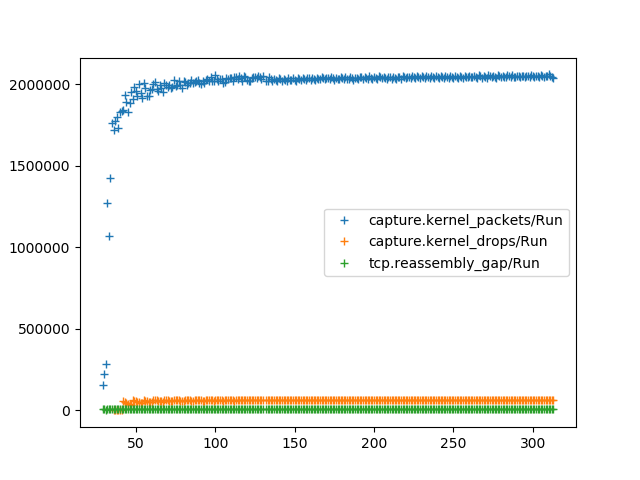 2000000
1500000
1000000
500000
0
50 100 150 200 250 300
capture.kernel_packets/Run
capture.kernel_drops/Run
tcp.reassembly_gap/Run